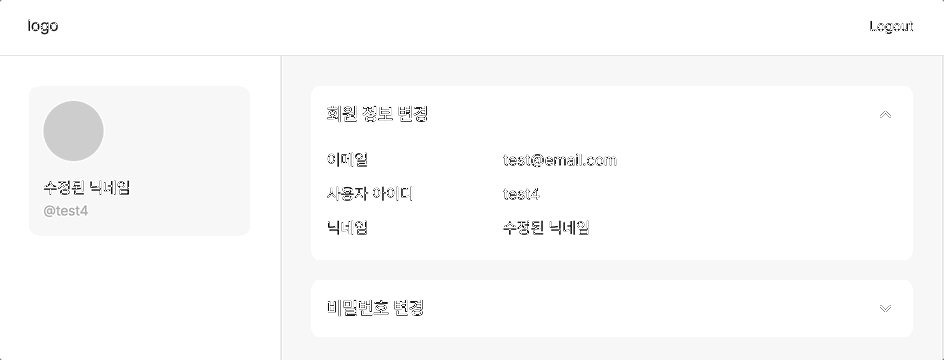 logo
Logout
수정된 닉네임
@test4
회원 정보 변경
이메일 test@email.com
사용자 아이디 test4
닉네임 수정된 닉네임
비밀번호 변경